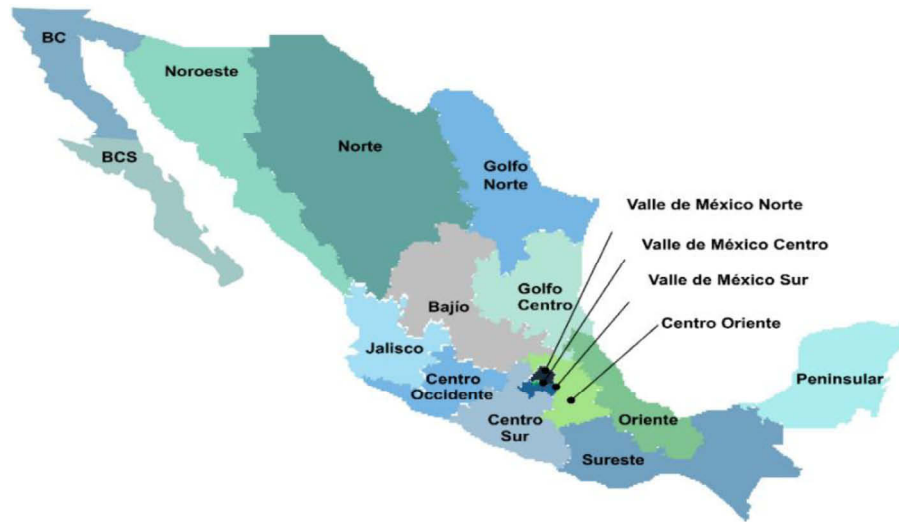 BC
Noroeste
BCS
Norte
Golfo
Norte
Valle de México Norte
Valle de México Centro
Valle de México Sur
Golfo
Centro
Bajío
Centro Oriente
Jalisco
Centro
Occidente
Peninsular
Centro
Sur
Oriente
Sureste